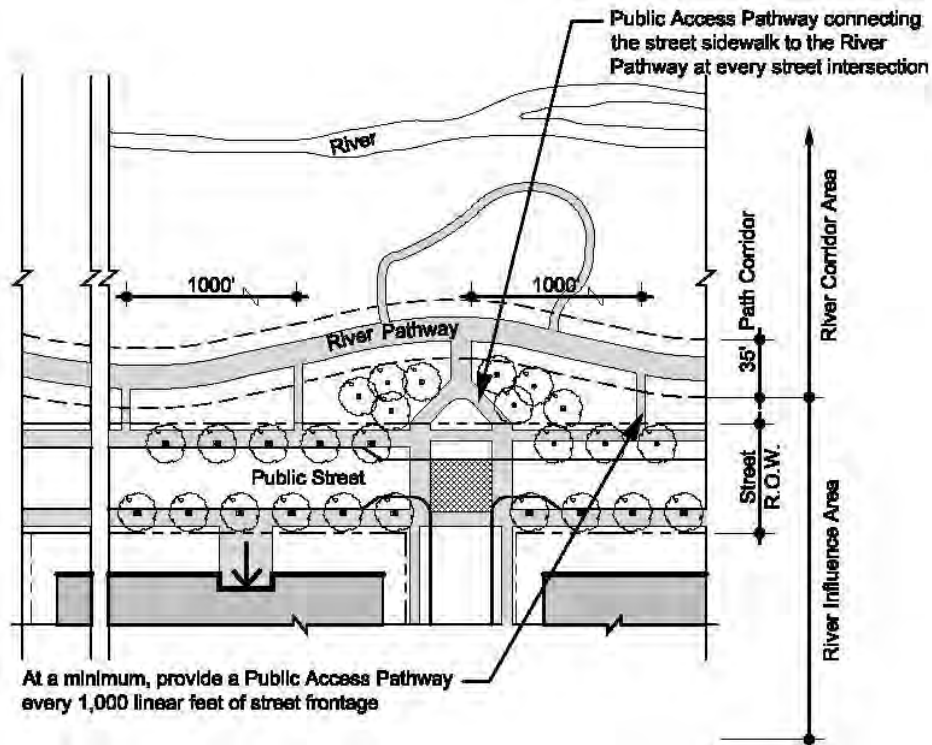 Public Access Pathway connecting
the street sidewalk to the River
Pathway at every street intersection
River
1000'
1000'
River Pathway
Public Street
35'
Path Corridor
Street
R.O.W.
River Corridor Area
River Influence Area
At a minimum, provide a Public Access Pathway
every 1,000 linear feet of street frontage